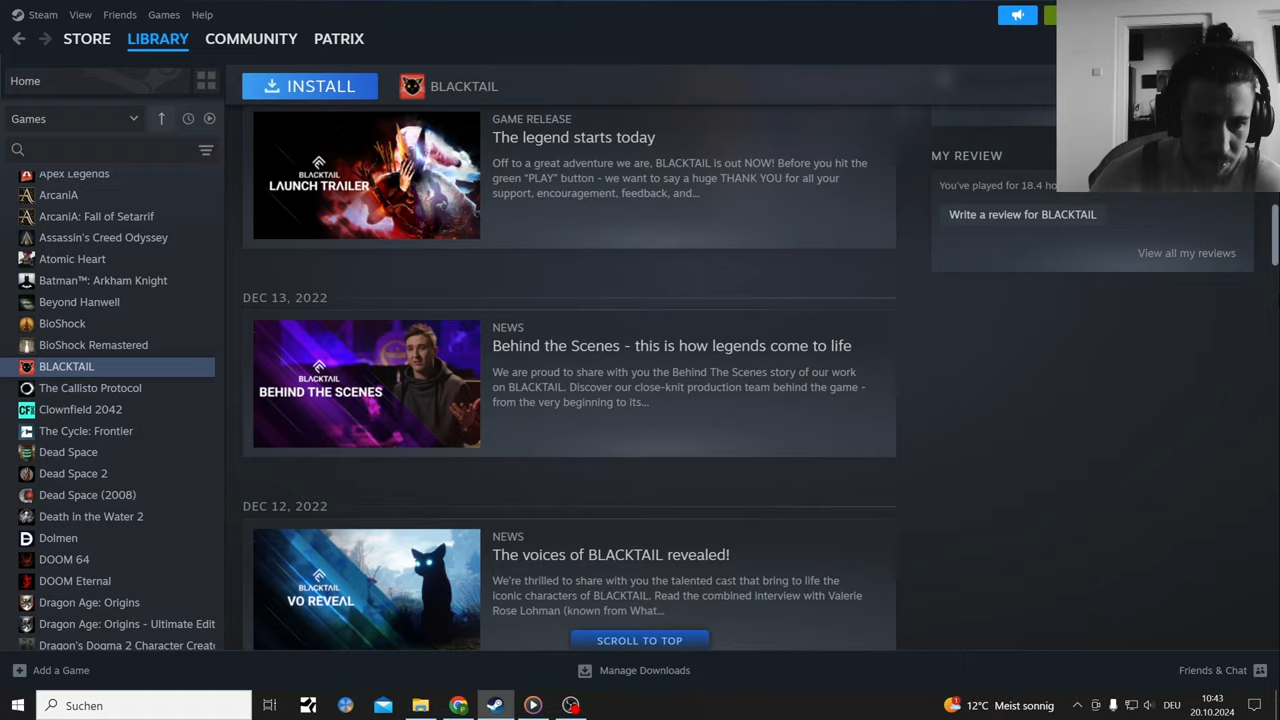 Steam View Friends Games Help
STORE LIBRARY COMMUNITY PATRIX
Home
INSTALL BLACKTAIL
Games
Apex Legends
ArcaniA
ArcaniA: Fall of Setarrif
Assassin's Creed Odyssey
Atomic Heart
Batman™: Arkham Knight
Beyond Hanwell
BioShock
BioShock Remastered
BLACKTAIL
The Callisto Protocol
CFH Clownfield 2042
The Cycle: Frontier
Dead Space
Dead Space 2
Dead Space (2008)
Death in the Water 2
D Dolmen
DOOM 64
DOOM Eternal
Dragon Age: Origins
Dragon Age: Origins - Ultimate Edit
Dragon's Dogma 2 Character Creato
BLACKTAIL
LAUNCH TRAILER
GAME RELEASE
The legend starts today
Off to a great adventure we are, BLACKTAIL is out NOW! Before you hit the
green "PLAY" button - we want to say a huge THANK YOU for all your
support, encouragement, feedback, and...
DEC 13, 2022
BLACKTAIL
BEHIND THE SCENES
NEWS
Behind the Scenes - this is how legends come to life
We are proud to share with you the Behind The Scenes story of our work
on BLACKTAIL. Discover our close-knit production team behind the game -
from the very beginning to its...
DEC 12, 2022
BLACKTAIL
VO REVEAL
NEWS
The voices of BLACKTAIL revealed!
We're thrilled to share with you the talented cast that bring to life the
iconic characters of BLACKTAIL. Read the combined interview with Valerie
Rose Lohman (known from What...
SCROLL TO TOP
MY REVIEW
You've played for 18.4 ho
Write a review for BLACKTAIL
View all my reviews
Add a Game Manage Downloads Friends & Chat
Suchen 12°C Meist sonnig DEU 10:43
20.10.2024